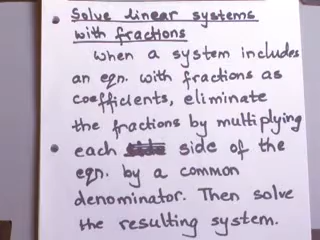 • Solve linear systems
with fractions
When a system includes
an eqn. with fractions as
coefficients, eliminate
the fractions by multiplying
• each side of the
eqn. by a common
denominator. Then solve
the resulting system.